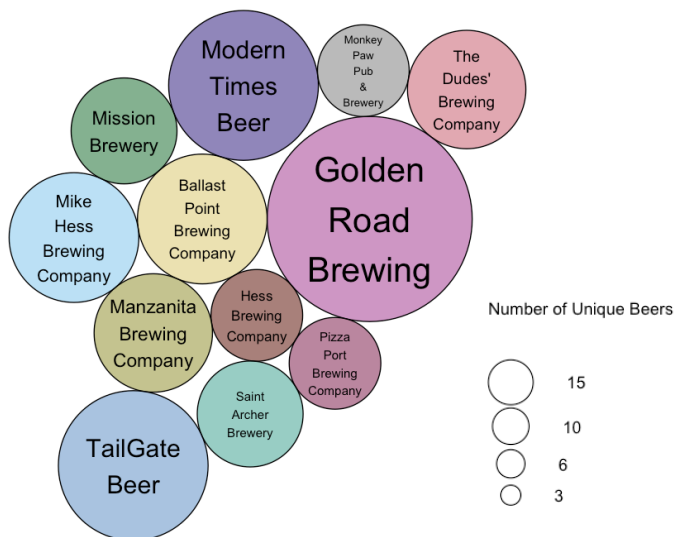 Modern
Times
Beer
Monkey
Paw
Pub
&
Brewery
The
Dudes'
Brewing
Company
Mission
Brewery
Golden
Road
Brewing
Ballast
Point
Brewing
Company
Mike
Hess
Brewing
Company
Manzanita
Brewing
Company
Hess
Brewing
Company
Pizza
Port
Brewing
Company
Saint
Archer
Brewery
TailGate
Beer
Number of Unique Beers
15
10
6
3